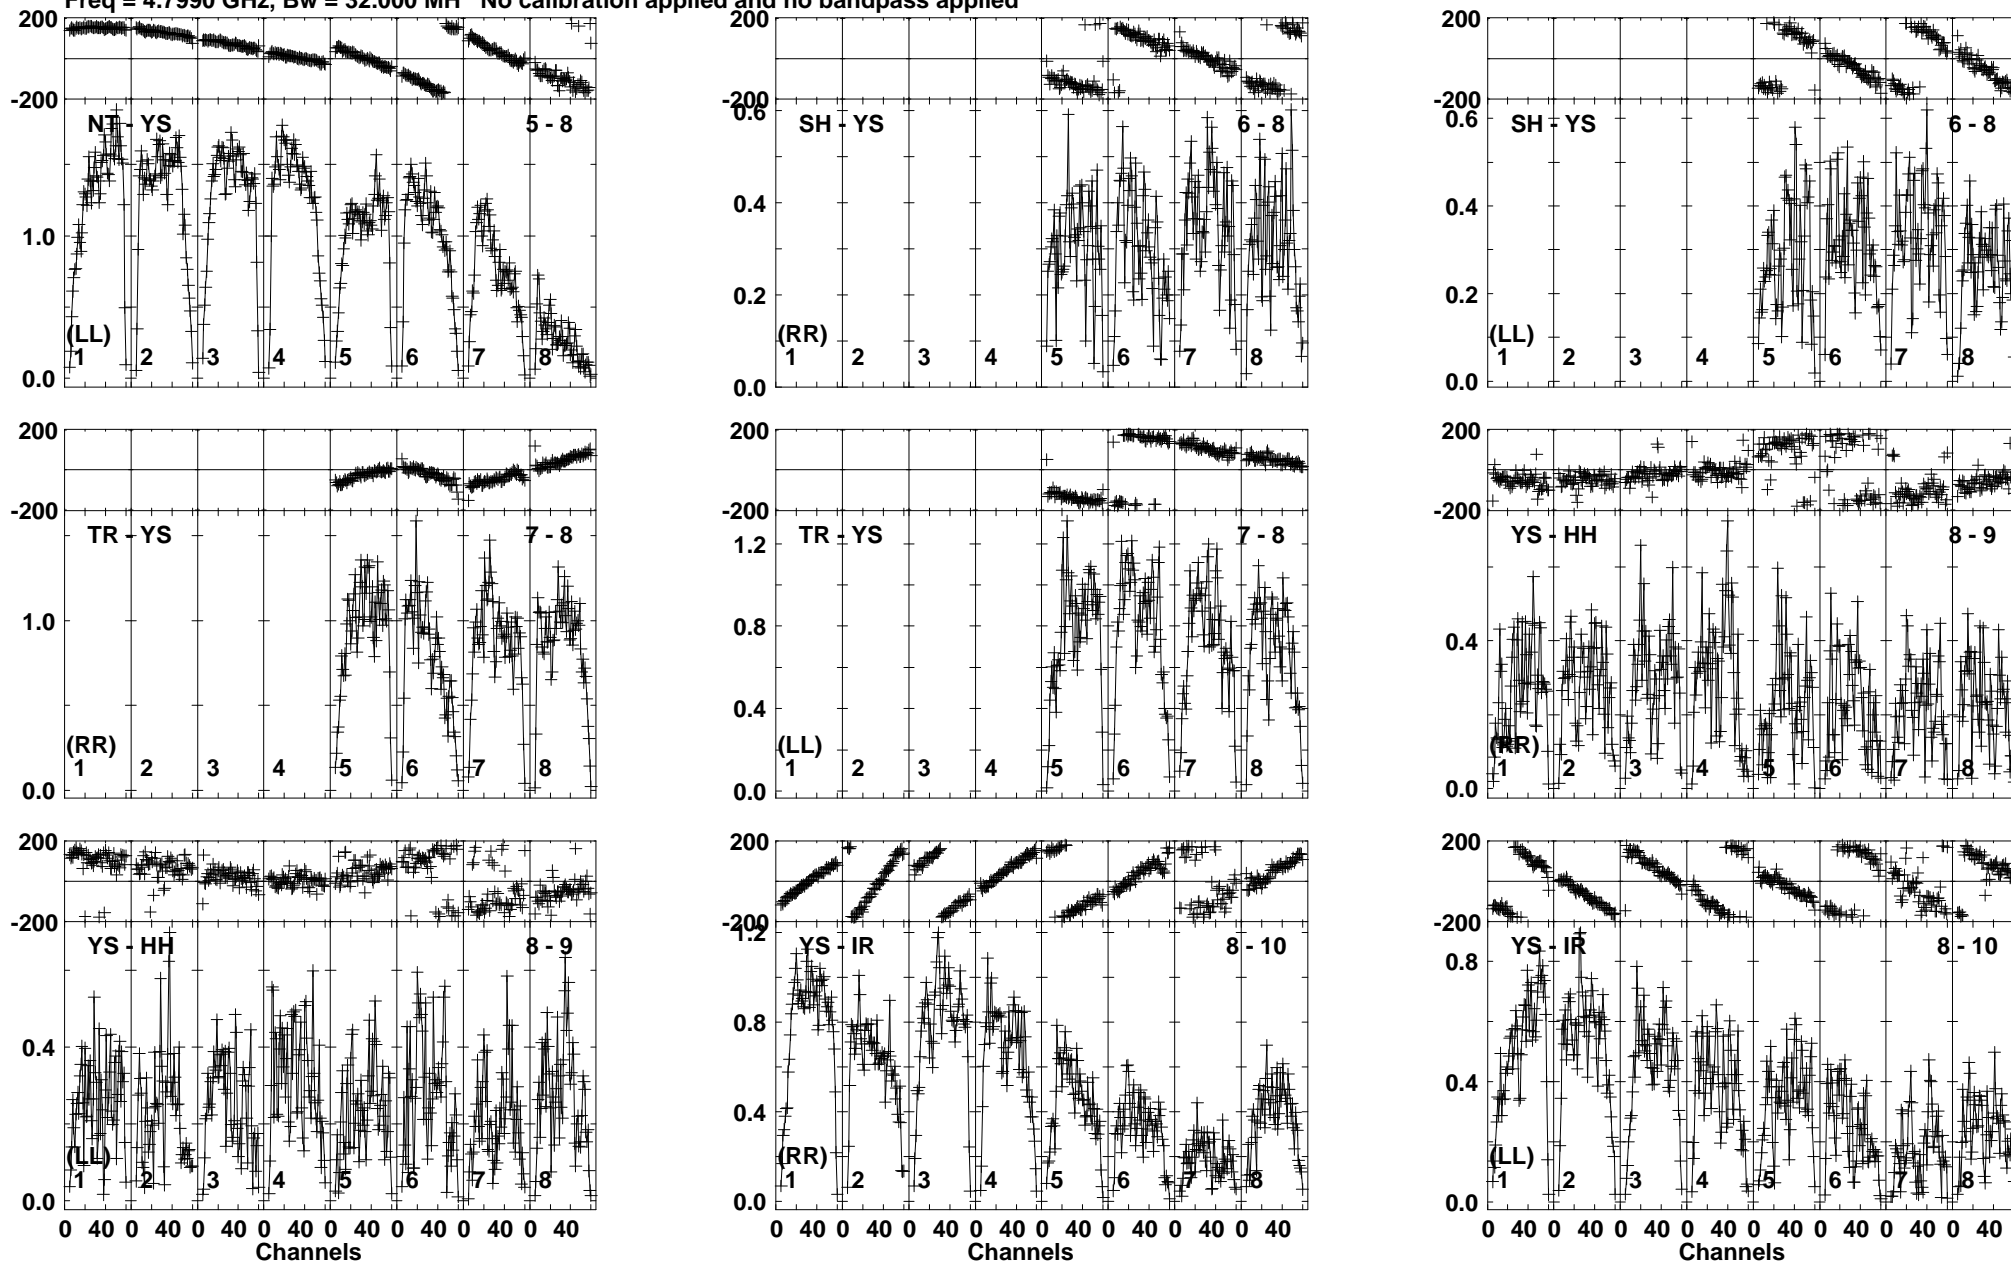 Freq = 4.7990 GHz, Bw = 32.000 MH No calibration applied and no bandpass applied
200 200 200
-200 -200 -200
NT - YS 5 - 8 SH - YS 6 - 8 SH - YS 6 - 8
1.0 0.6 0.6
0.4 0.4
0.2 0.2
(LL) (RR) (LL)
1 2 3 4 5 6 7 8 1 2 3 4 5 6 7 8 1 2 3 4 5 6 7 8
0.0 0.0 0.0
200 200 200
-200 -200 -200
TR - YS 7 - 8 TR - YS 7 - 8 YS - HH 8 - 9
1.0 1.2 0.4
0.8
0.4
(RR) (LL) (RR)
1 2 3 4 5 6 7 8 1 2 3 4 5 6 7 8 1 2 3 4 5 6 7 8
0.0 0.0 0.0
200 200 200
-200 -200 -200
YS - HH 8 - 9 YS - IR 8 - 10 YS - IR 8 - 10
0.4 1.2 0.8
0.8 0.4
0.4
(LL) (RR) (LL)
1 2 3 4 5 6 7 8 1 2 3 4 5 6 7 8 1 2 3 4 5 6 7 8
0.0 0.0 0.0
0 40 0 40 0 40 0 40 0 40 0 40 0 40 0 40 0 40 0 40 0 40 0 40 0 40 0 40 0 40 0 40 0 40 0 40 0 40 0 40 0 40 0 40 0 40 0 40
Channels Channels Channels